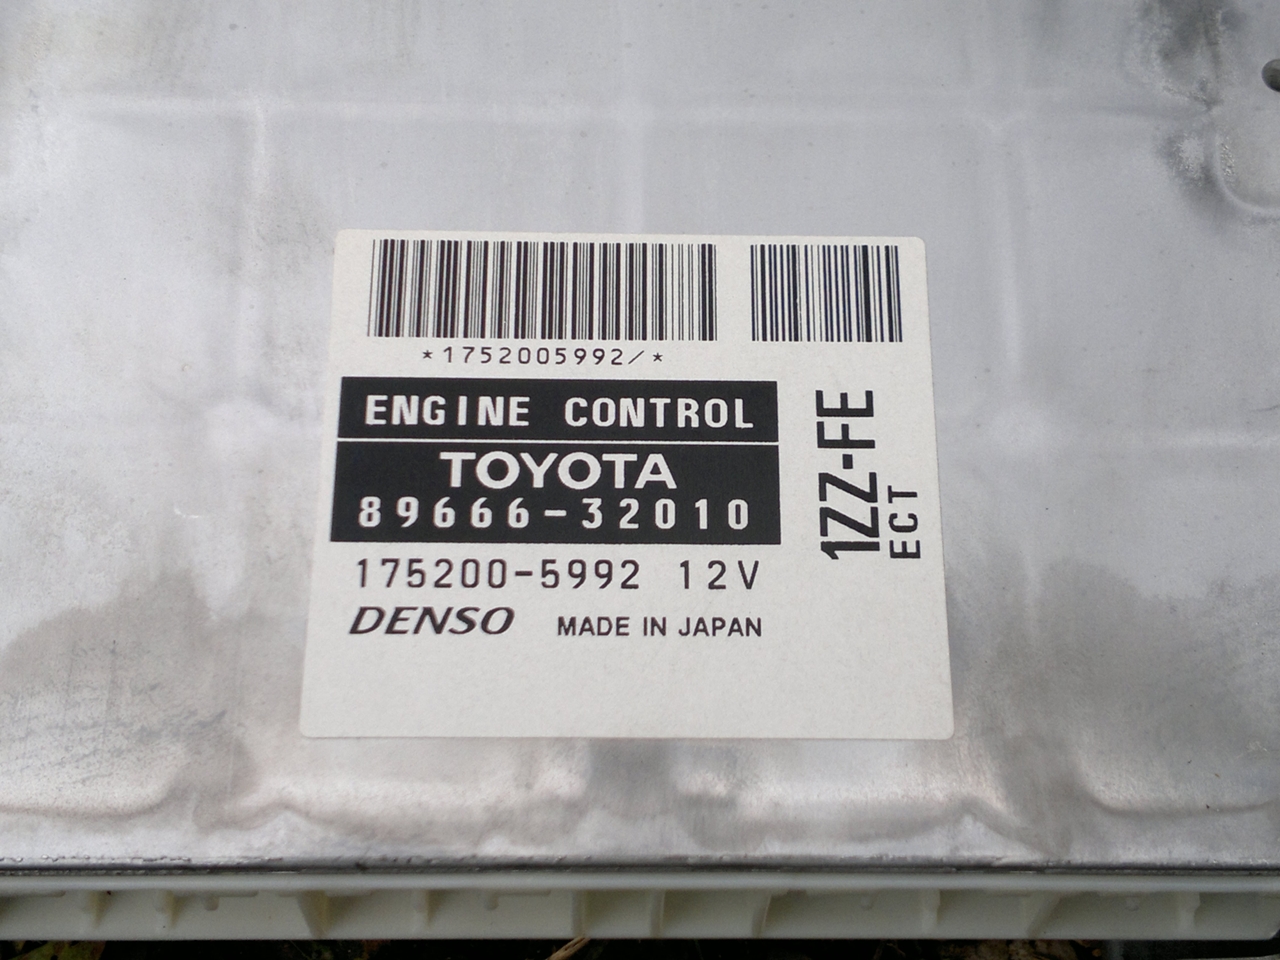 *1752005992/*
ENGINE CONTROL
TOYOTA
89666-32010
175200-5992 12V
DENSO MADE IN JAPAN
1ZZ-FE
ECT